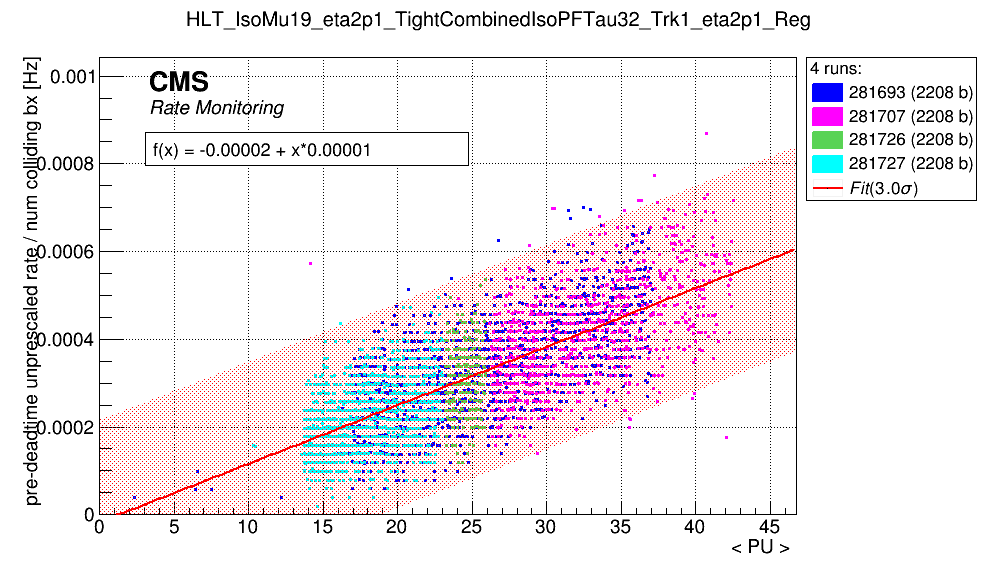 HLT_IsoMu19_eta2p1_TightCombinedIsoPFTau32_Trk1_eta2p1_Reg
pre-deadtime unprescaled rate / num colliding bx [Hz]
0.001
0.0008
0.0006
0.0004
0.0002
0
CMS
Rate Monitoring
f(x) = -0.00002 + x*0.00001
4 runs:
281693 (2208 b)
281707 (2208 b)
281726 (2208 b)
281727 (2208 b)
Fit(3.0σ)
0 5 10 15 20 25 30 35 40 45
< PU >